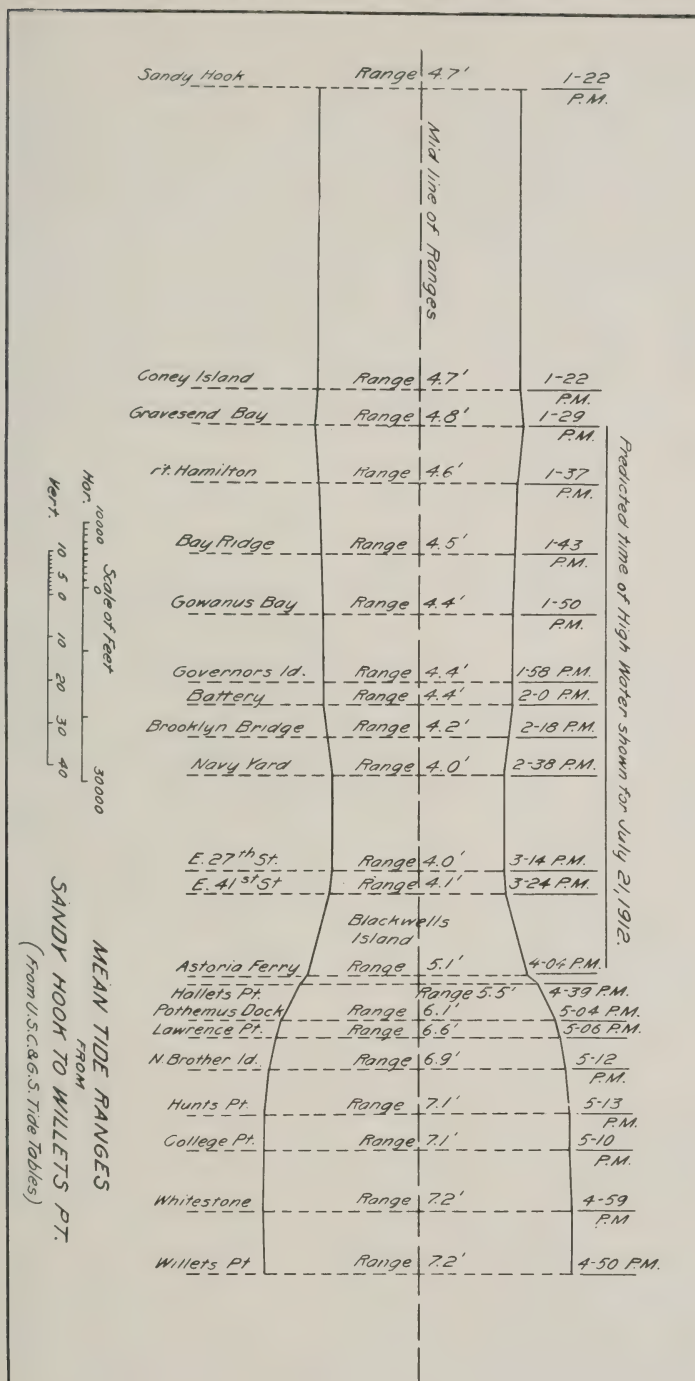 Sandy Hook Range 4.7' 1-22 P.M.
Mid line of Ranges
Coney Island Range 4.7' 1-22 P.M.
Gravesend Bay Range 4.8' 1-29 P.M.
Ft. Hamilton Range 4.6' 1-37 P.M.
Bay Ridge Range 4.5' 1-43 P.M.
Gowanus Bay Range 4.4' 1-50 P.M.
Governors Id. Range 4.4' 1-58 P.M.
Battery Range 4.4' 2-0 P.M.
Brooklyn Bridge Range 4.2' 2-18 P.M.
Navy Yard Range 4.0' 2-38 P.M.
E. 27th St. Range 4.0' 3-14 P.M.
E. 41st St Range 4.1' 3-24 P.M.
Blackwells
Island
Astoria Ferry Range 5.1' 4-04 P.M.
Hallets Pt. Range 5.5' 4-39 P.M.
Pothemus Dock Range 6.1' 5-04 P.M.
Lawrence Pt. Range 6.6' 5-06 P.M.
N. Brother Id. Range 6.9' 5-12 P.M.
Hunts Pt. Range 7.1' 5-13 P.M.
College Pt. Range 7.1' 5-10 P.M.
Whitestone Range 7.2' 4-59 P.M
Willets Pt Range 7.2' 4-50 P.M.
Predicted time of High Water shown for July 21, 1912.
Scale of Feet
Hor. 10000 0 30000
Vert. 10 5 0 10 20 30 40
MEAN TIDE RANGES
FROM
SANDY HOOK TO WILLETS PT.
(From U.S.C.&G.S. Tide Tables)